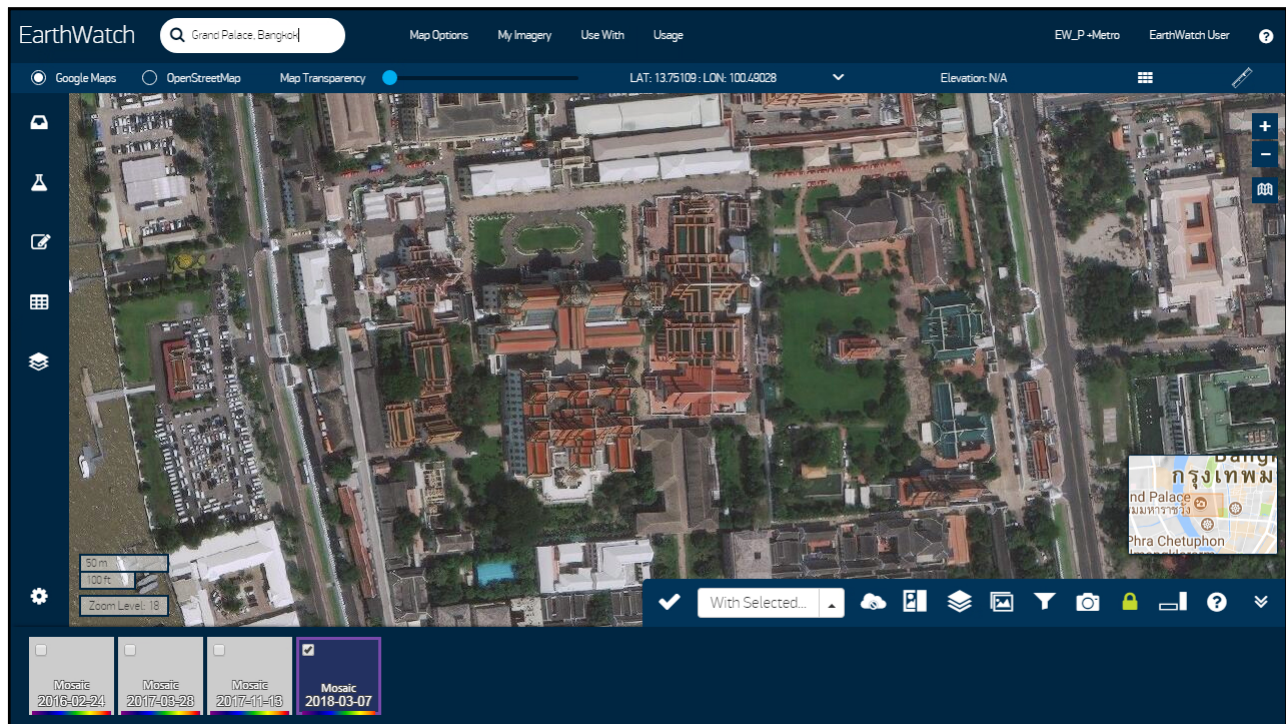 EarthWatch
Grand Palace, Bangkok
Map Options
My Imagery
Use With
Usage
EW_P +Metro
EarthWatch User
?
Google Maps
OpenStreetMap
Map Transparency
LAT: 13.75109 : LON: 100.49028
Elevation: N/A
+
−
กรุงเทพม
nd Palace
Phra Chetuphon
50 m
100 ft
Zoom Level: 18
With Selected...
?
Mosaic
2016-02-24
Mosaic
2017-03-28
Mosaic
2017-11-13
Mosaic
2018-03-07